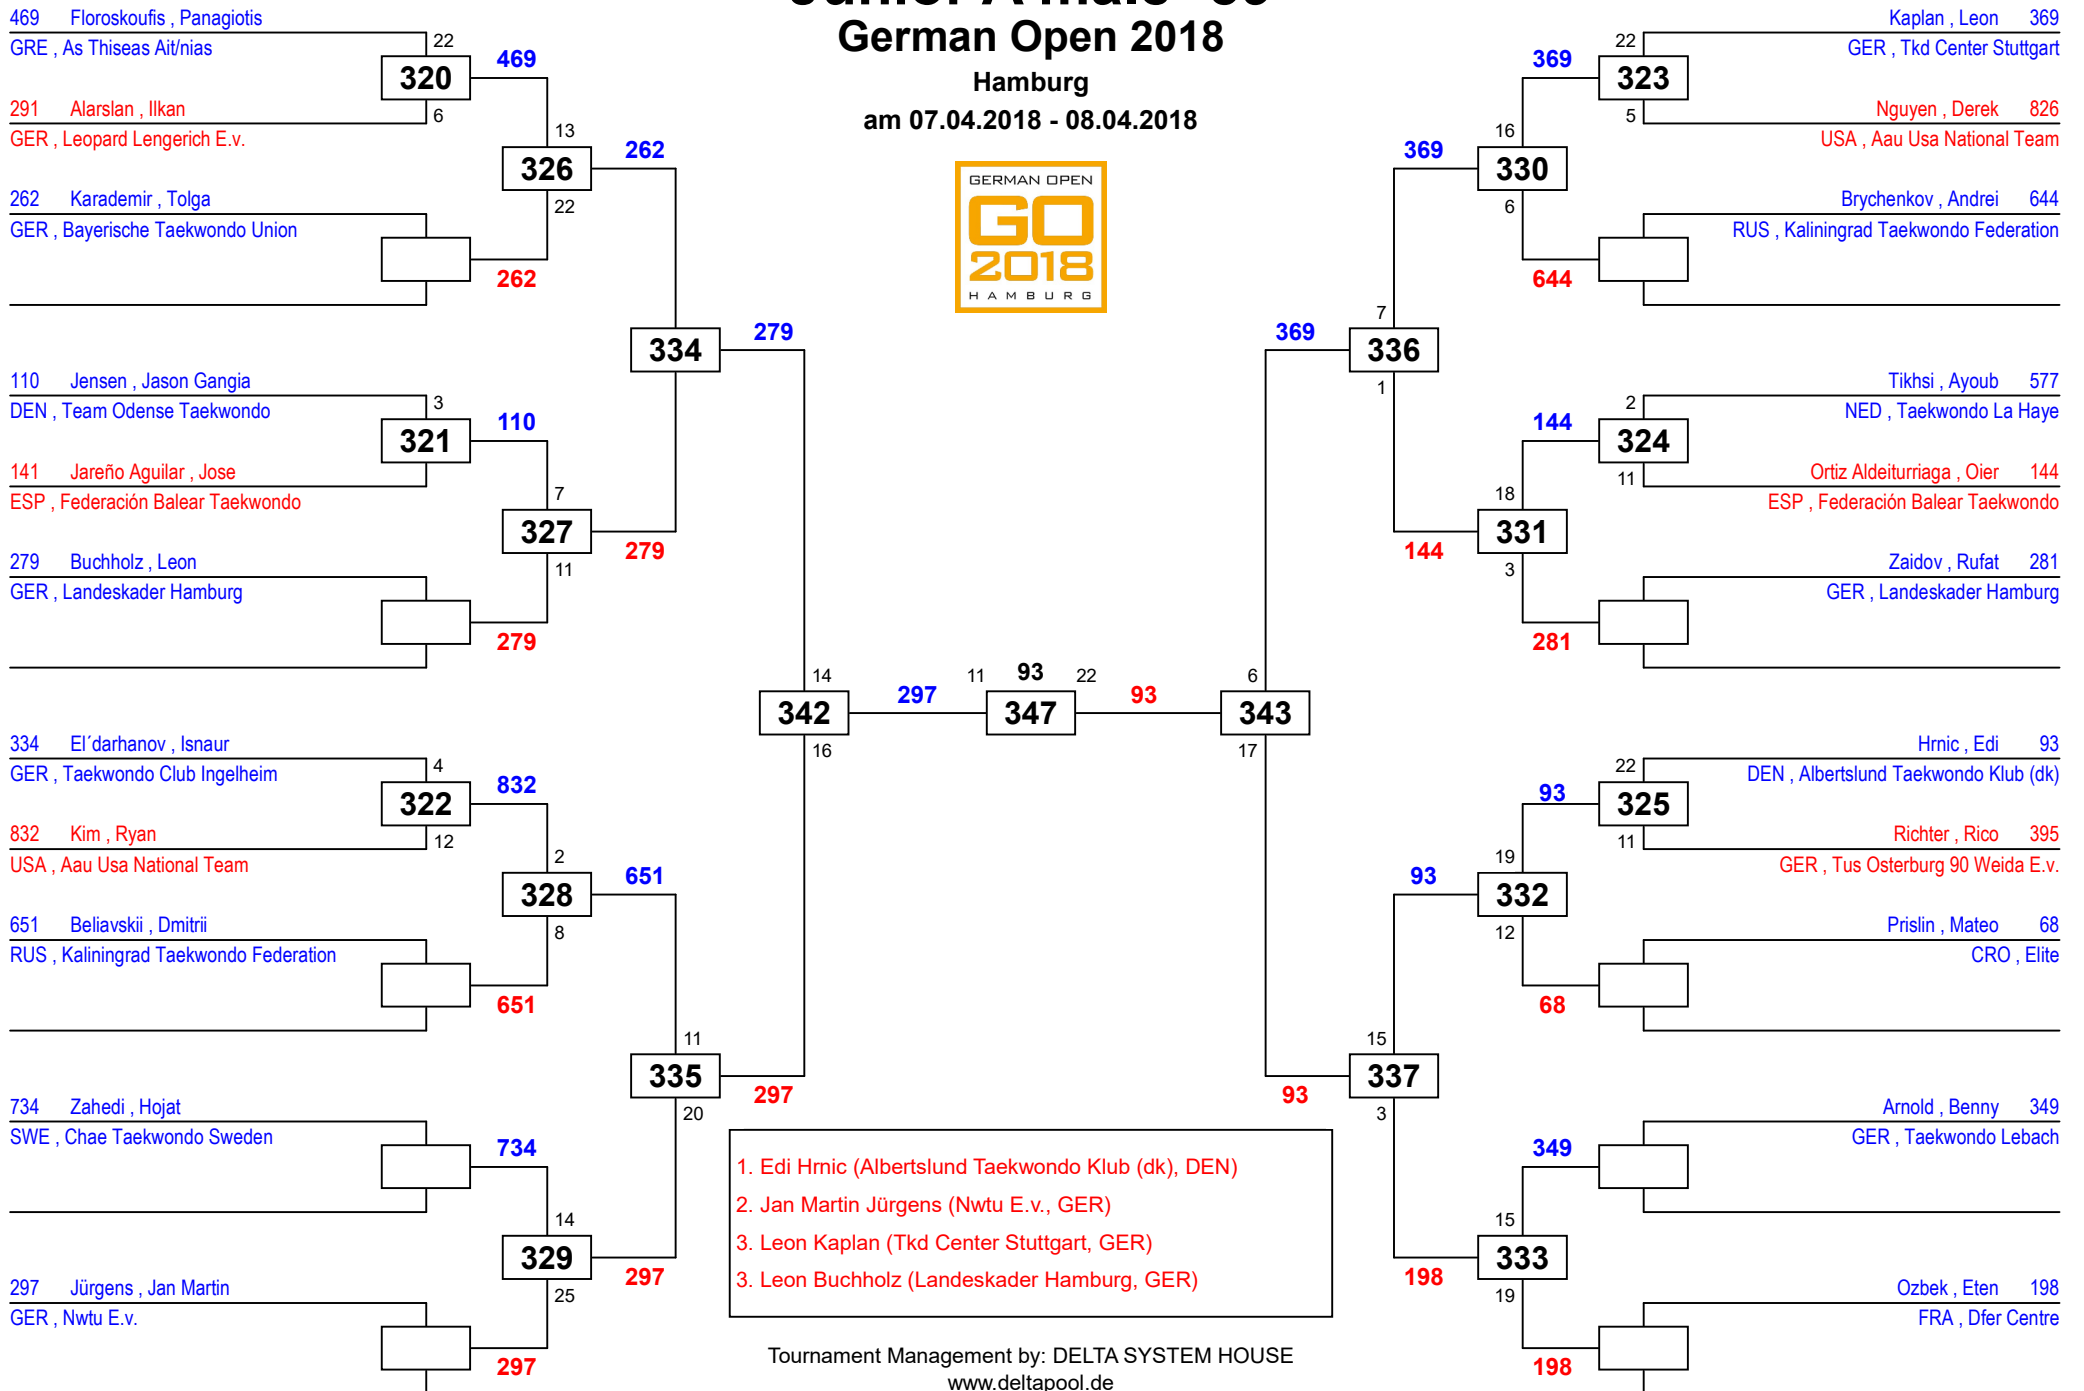 German Open 2018
Hamburg
am 07.04.2018 - 08.04.2018
GERMAN OPEN
GO
2018
HAMBURG
469 Floroskoufis , Panagiotis
GRE , As Thiseas Ait/nias
22
320
469
6
291 Alarslan , Ilkan
GER , Leopard Lengerich E.v.
13
326
262
22
262 Karademir , Tolga
GER , Bayerische Taekwondo Union
262
334
279
110 Jensen , Jason Gangia
DEN , Team Odense Taekwondo
3
321
110
141 Jareño Aguilar , Jose
ESP , Federación Balear Taekwondo
7
327
279
11
279 Buchholz , Leon
GER , Landeskader Hamburg
279
14
342
297
16
334 El´darhanov , Isnaur
GER , Taekwondo Club Ingelheim
4
322
832
12
832 Kim , Ryan
USA , Aau Usa National Team
2
328
651
8
651 Beliavskii , Dmitrii
RUS , Kaliningrad Taekwondo Federation
651
11
335
297
20
734 Zahedi , Hojat
SWE , Chae Taekwondo Sweden
734
14
329
297
25
297 Jürgens , Jan Martin
GER , Nwtu E.v.
297
11 93 22
347
93
Kaplan , Leon 369
GER , Tkd Center Stuttgart
22
369
323
5
Nguyen , Derek 826
USA , Aau Usa National Team
16
369
330
6
Brychenkov , Andrei 644
RUS , Kaliningrad Taekwondo Federation
644
7
369
336
1
Tikhsi , Ayoub 577
NED , Taekwondo La Haye
2
144
324
11
Ortiz Aldeiturriaga , Oier 144
ESP , Federación Balear Taekwondo
18
331
144
3
Zaidov , Rufat 281
GER , Landeskader Hamburg
281
6
343
17
Hrnic , Edi 93
DEN , Albertslund Taekwondo Klub (dk)
22
93
325
11
Richter , Rico 395
GER , Tus Osterburg 90 Weida E.v.
19
93
332
12
Prislin , Mateo 68
CRO , Elite
68
15
337
93
3
Arnold , Benny 349
GER , Taekwondo Lebach
349
15
333
198
19
Ozbek , Eten 198
FRA , Dfer Centre
198
1. Edi Hrnic (Albertslund Taekwondo Klub (dk), DEN)
2. Jan Martin Jürgens (Nwtu E.v., GER)
3. Leon Kaplan (Tkd Center Stuttgart, GER)
3. Leon Buchholz (Landeskader Hamburg, GER)
Tournament Management by: DELTA SYSTEM HOUSE
www.deltapool.de